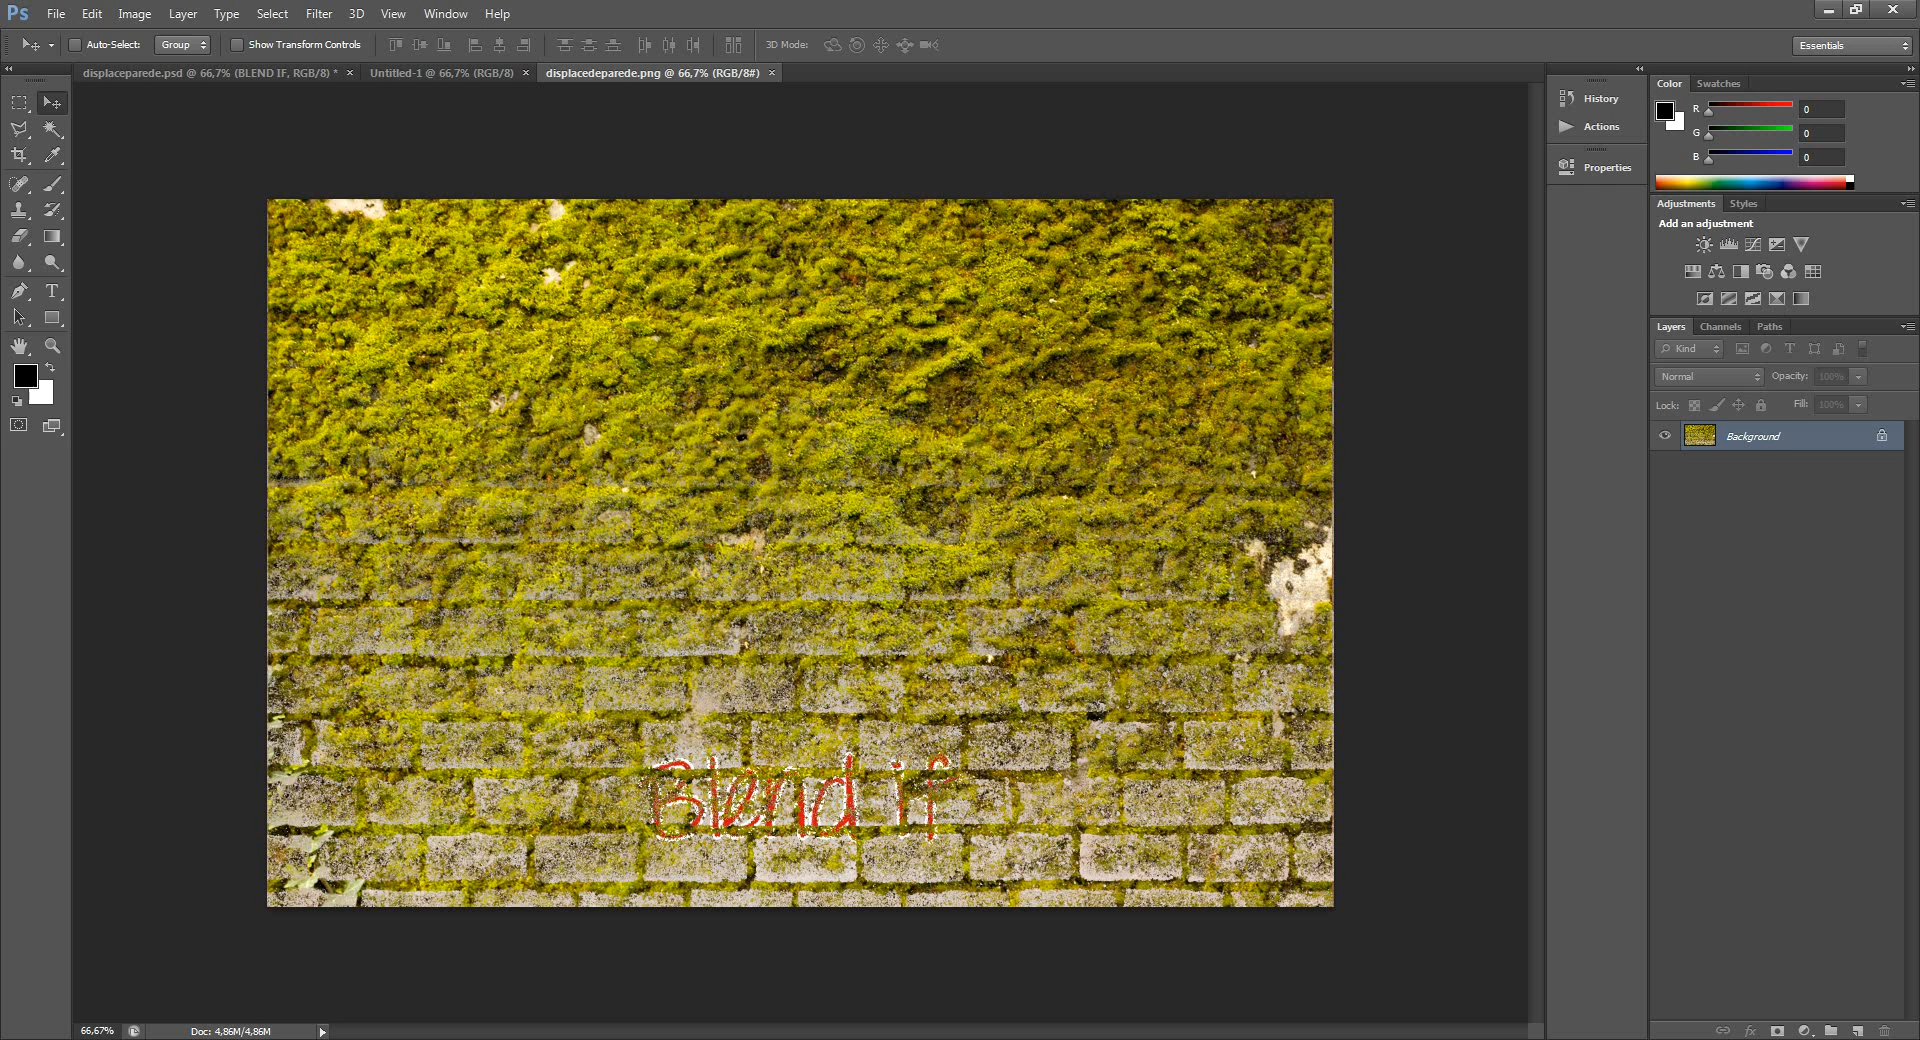 Ps File Edit Image Layer Type Select Filter 3D View Window Help
Auto-Select: Group Show Transform Controls 3D Mode: Essentials
displaceparede.psd @ 66,7% (BLEND IF, RGB/8) * × Untitled-1 @ 66,7% (RGB/8) × displacedeparede.png @ 66,7% (RGB/8#) ×
History
Actions
Properties
Color Swatches
R 0
G 0
B 0
Adjustments Styles
Add an adjustment
Layers Channels Paths
Kind
Normal Opacity: 100%
Lock: Fill: 100%
Background
Blend if
66,67% Doc: 4,86M/4,86M